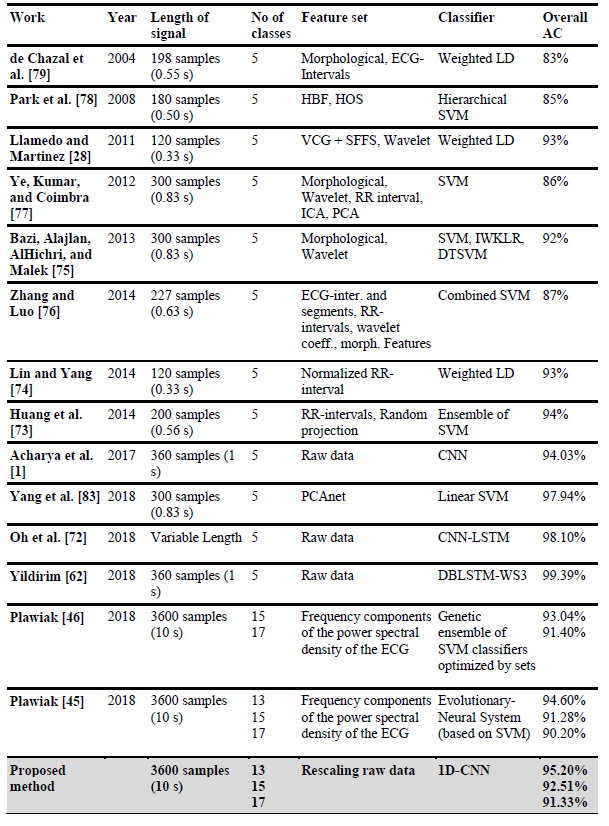 Work Year Length of signal No of classes Feature set Classifier Overall AC
de Chazal et al. [79] 2004 198 samples (0.55 s) 5 Morphological, ECG-Intervals Weighted LD 83%
Park et al. [78] 2008 180 samples (0.50 s) 5 HBF, HOS Hierarchical SVM 85%
Llamedo and Martinez [28] 2011 120 samples (0.33 s) 5 VCG + SFFS, Wavelet Weighted LD 93%
Ye, Kumar, and Coimbra [77] 2012 300 samples (0.83 s) 5 Morphological, Wavelet, RR interval, ICA, PCA SVM 86%
Bazi, Alajlan, AlHichri, and Malek [75] 2013 300 samples (0.83 s) 5 Morphological, Wavelet SVM, IWKLR, DTSVM 92%
Zhang and Luo [76] 2014 227 samples (0.63 s) 5 ECG-inter. and segments, RR-intervals, wavelet coeff., morph. Features Combined SVM 87%
Lin and Yang [74] 2014 120 samples (0.33 s) 5 Normalized RR-interval Weighted LD 93%
Huang et al. [73] 2014 200 samples (0.56 s) 5 RR-intervals, Random projection Ensemble of SVM 94%
Acharya et al. [1] 2017 360 samples (1 s) 5 Raw data CNN 94.03%
Yang et al. [83] 2018 300 samples (0.83 s) 5 PCAnet Linear SVM 97.94%
Oh et al. [72] 2018 Variable Length 5 Raw data CNN-LSTM 98.10%
Yildirim [62] 2018 360 samples (1 s) 5 Raw data DBLSTM-WS3 99.39%
Pławiak [46] 2018 3600 samples (10 s) 15 17 Frequency components of the power spectral density of the ECG Genetic ensemble of SVM classifiers optimized by sets 93.04% 91.40%
Pławiak [45] 2018 3600 samples (10 s) 13 15 17 Frequency components of the power spectral density of the ECG Evolutionary-Neural System (based on SVM) 94.60% 91.28% 90.20%
Proposed method 3600 samples (10 s) 13 15 17 Rescaling raw data 1D-CNN 95.20% 92.51% 91.33%